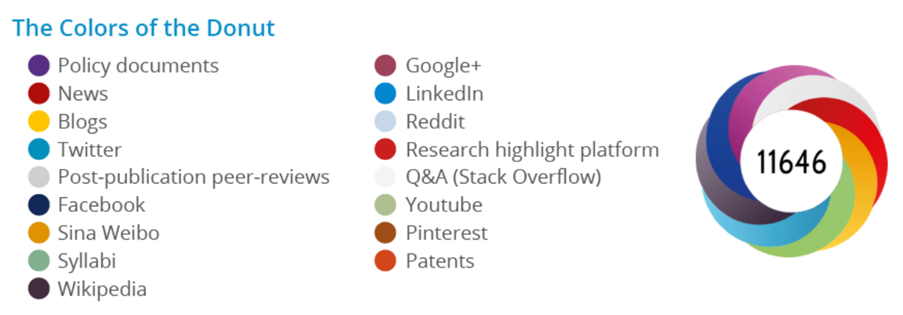 The Colors of the Donut
Policy documents
News
Blogs
Twitter
Post-publication peer-reviews
Facebook
Sina Weibo
Syllabi
Wikipedia
Google+
LinkedIn
Reddit
Research highlight platform
Q&A (Stack Overflow)
Youtube
Pinterest
Patents
11646